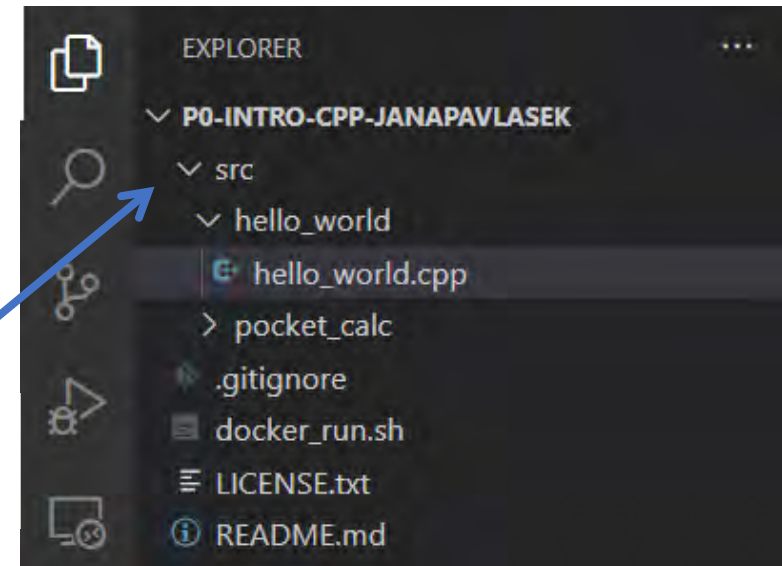 EXPLORER
P0-INTRO-CPP-JANAPAVLASEK
src
hello_world
hello_world.cpp
pocket_calc
.gitignore
docker_run.sh
LICENSE.txt
README.md